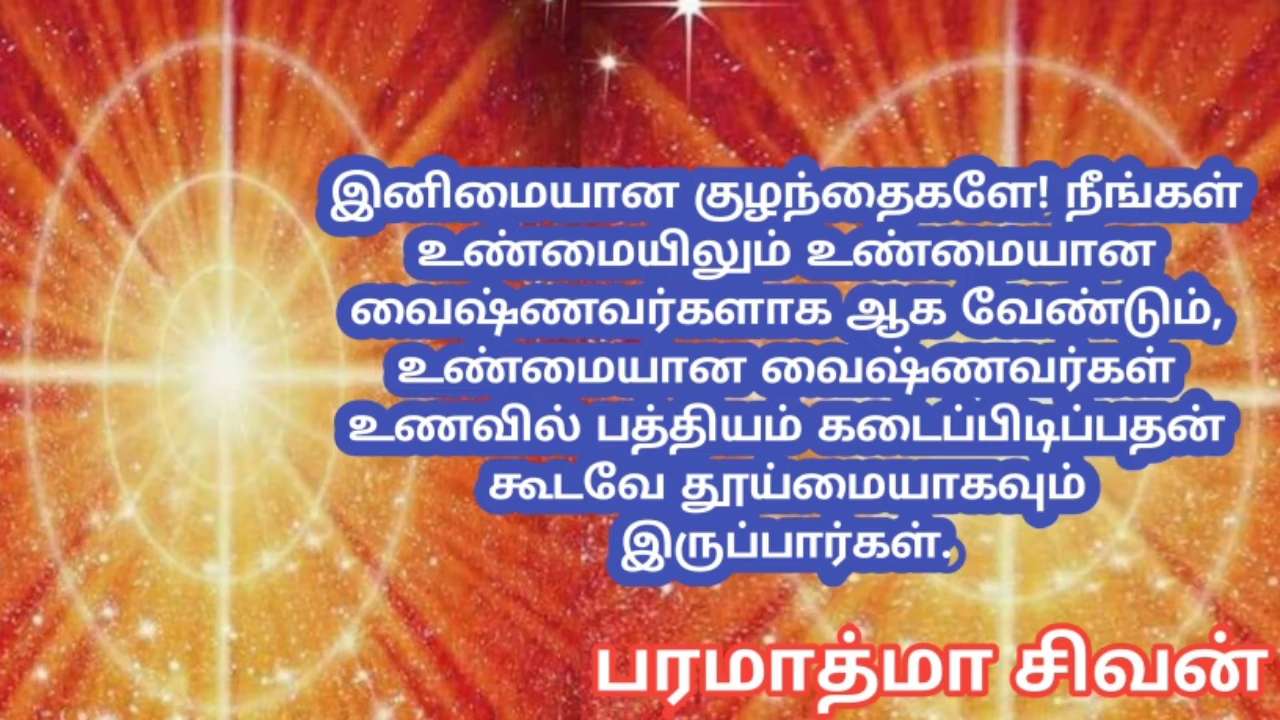 இனிமையான குழந்தைகளே! நீங்கள்
உண்மையிலும் உண்மையான
வைஷ்ணவர்களாக ஆக வேண்டும்,
உண்மையான வைஷ்ணவர்கள்
உணவில் பத்தியம் கடைப்பிடிப்பதன்
கூடவே தூய்மையாகவும்
இருப்பார்கள்.
பரமாத்மா சிவன்